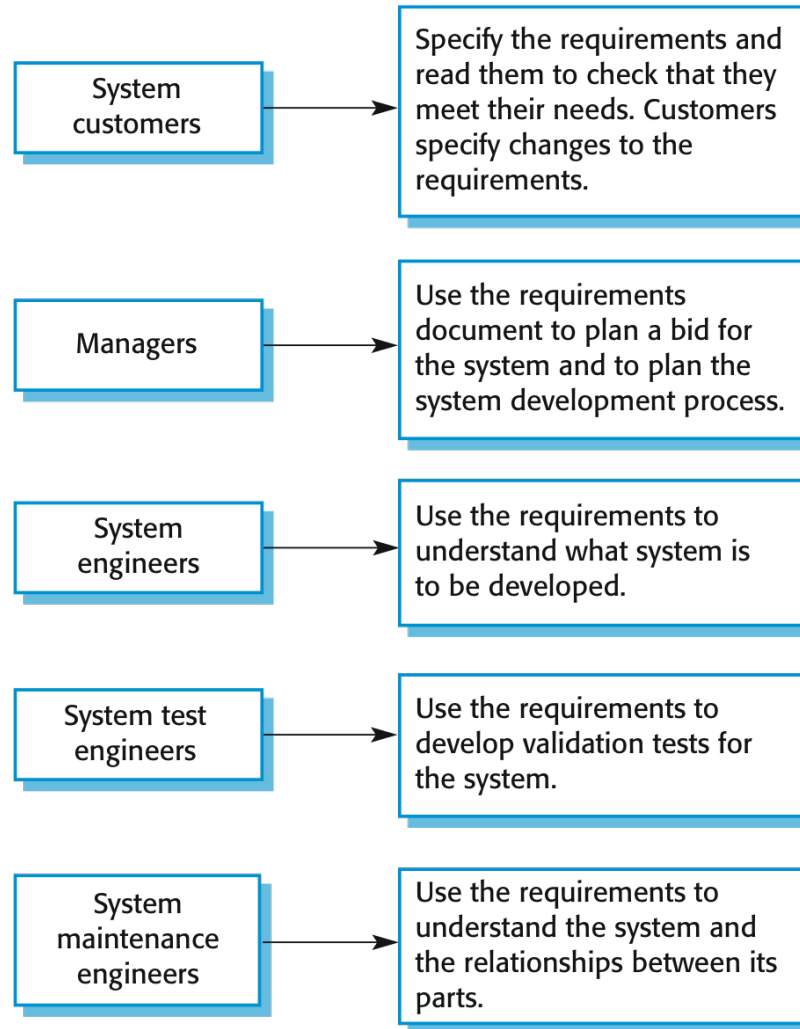 System
customers
Specify the requirements and
read them to check that they
meet their needs. Customers
specify changes to the
requirements.
Managers
Use the requirements
document to plan a bid for
the system and to plan the
system development process.
System
engineers
Use the requirements to
understand what system is
to be developed.
System test
engineers
Use the requirements to
develop validation tests for
the system.
System
maintenance
engineers
Use the requirements to
understand the system and
the relationships between its
parts.